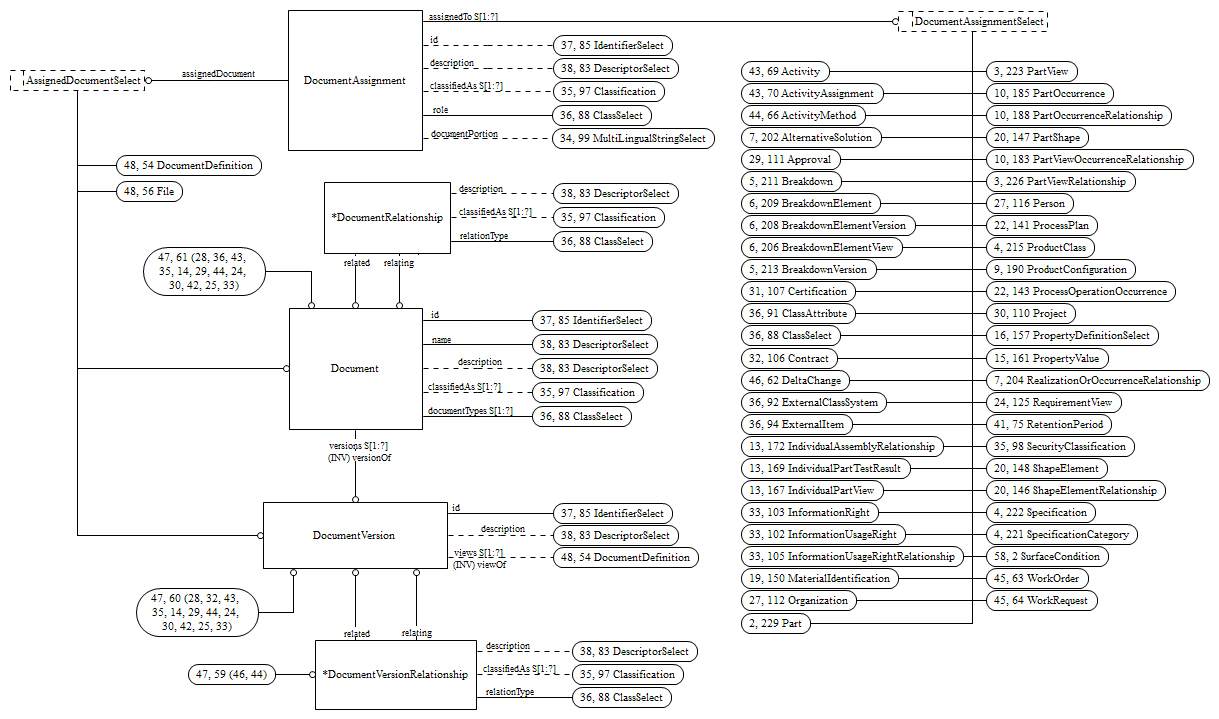 assignedTo S[1:?]
DocumentAssignmentSelect
id
37, 85 IdentifierSelect
description
38, 83 DescriptorSelect
AssignedDocumentSelect
assignedDocument
DocumentAssignment
classifiedAs S[1:?]
35, 97 Classification
role
36, 88 ClassSelect
documentPortion
34, 99 MultiLingualStringSelect
48, 54 DocumentDefinition
48, 56 File
*DocumentRelationship
description
38, 83 DescriptorSelect
classifiedAs S[1:?]
35, 97 Classification
relationType
36, 88 ClassSelect
related
relating
47, 61 (28, 36, 43,
35, 14, 29, 44, 24,
30, 42, 25, 33)
Document
id
37, 85 IdentifierSelect
name
38, 83 DescriptorSelect
description
38, 83 DescriptorSelect
classifiedAs S[1:?]
35, 97 Classification
documentTypes S[1:?]
36, 88 ClassSelect
versions S[1:?]
(INV) versionOf
DocumentVersion
id
37, 85 IdentifierSelect
description
38, 83 DescriptorSelect
views S[1:?]
(INV) viewOf
48, 54 DocumentDefinition
47, 60 (28, 32, 43,
35, 14, 29, 44, 24,
30, 42, 25, 33)
related
relating
47, 59 (46, 44)
*DocumentVersionRelationship
description
38, 83 DescriptorSelect
classifiedAs S[1:?]
35, 97 Classification
relationType
36, 88 ClassSelect
43, 69 Activity
43, 70 ActivityAssignment
44, 66 ActivityMethod
7, 202 AlternativeSolution
29, 111 Approval
5, 211 Breakdown
6, 209 BreakdownElement
6, 208 BreakdownElementVersion
6, 206 BreakdownElementView
5, 213 BreakdownVersion
31, 107 Certification
36, 91 ClassAttribute
36, 88 ClassSelect
32, 106 Contract
46, 62 DeltaChange
36, 92 ExternalClassSystem
36, 94 ExternalItem
13, 172 IndividualAssemblyRelationship
13, 169 IndividualPartTestResult
13, 167 IndividualPartView
33, 103 InformationRight
33, 102 InformationUsageRight
33, 105 InformationUsageRightRelationship
19, 150 MaterialIdentification
27, 112 Organization
2, 229 Part
3, 223 PartView
10, 185 PartOccurrence
10, 188 PartOccurrenceRelationship
20, 147 PartShape
10, 183 PartViewOccurrenceRelationship
3, 226 PartViewRelationship
27, 116 Person
22, 141 ProcessPlan
4, 215 ProductClass
9, 190 ProductConfiguration
22, 143 ProcessOperationOccurrence
30, 110 Project
16, 157 PropertyDefinitionSelect
15, 161 PropertyValue
7, 204 RealizationOrOccurrenceRelationship
24, 125 RequirementView
41, 75 RetentionPeriod
35, 98 SecurityClassification
20, 148 ShapeElement
20, 146 ShapeElementRelationship
4, 222 Specification
4, 221 SpecificationCategory
58, 2 SurfaceCondition
45, 63 WorkOrder
45, 64 WorkRequest